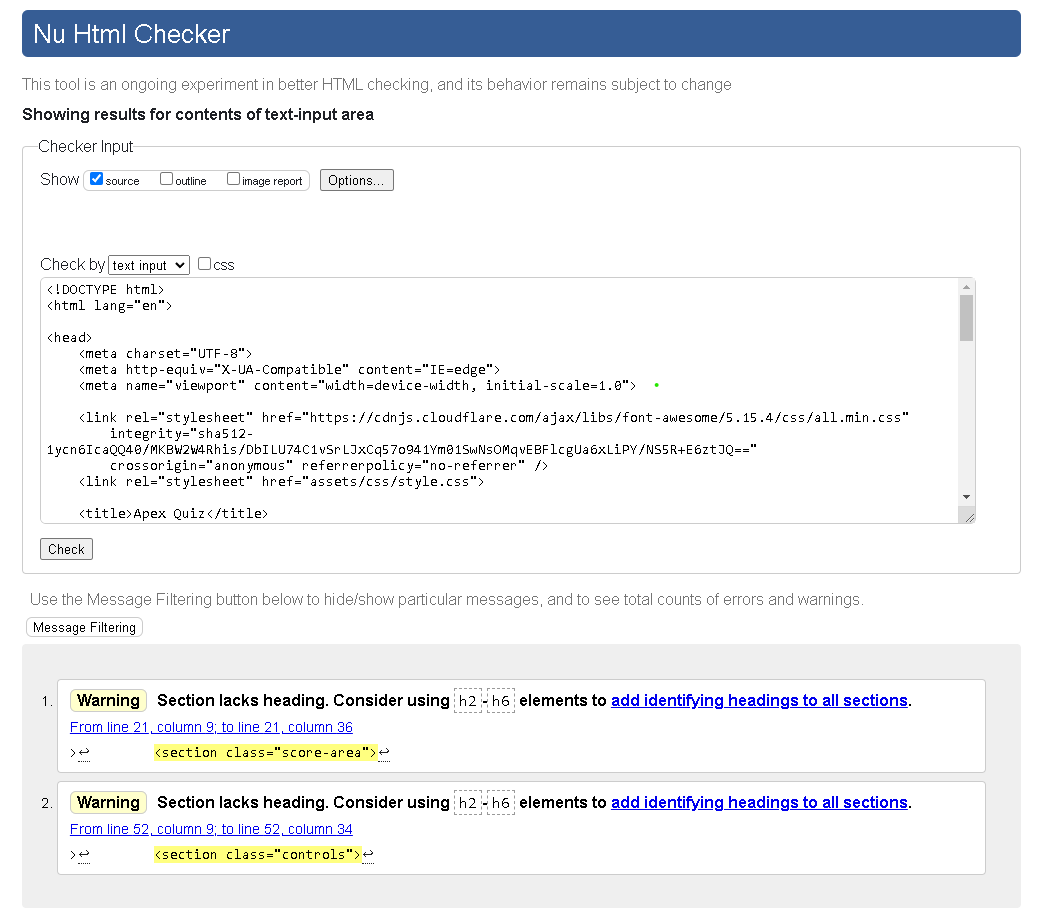 Nu Html Checker
This tool is an ongoing experiment in better HTML checking, and its behavior remains subject to change
Showing results for contents of text-input area
Checker Input
Show source outline image report Options...
Check by text input css
<!DOCTYPE html>
<html lang="en">
<head>
<meta charset="UTF-8">
<meta http-equiv="X-UA-Compatible" content="IE=edge">
<meta name="viewport" content="width=device-width, initial-scale=1.0">
<link rel="stylesheet" href="https://cdnjs.cloudflare.com/ajax/libs/font-awesome/5.15.4/css/all.min.css"
integrity="sha512-
1ycn6IcaQQ40/MKBW2W4Rhis/DbILU74C1vSrLJxCq57o941Ym01SwNsOMqvEBFlcgUa6xLiPY/NS5R+E6ztJQ=="
crossorigin="anonymous" referrerpolicy="no-referrer" />
<link rel="stylesheet" href="assets/css/style.css">
<title>Apex Quiz</title>
Check
Use the Message Filtering button below to hide/show particular messages, and to see total counts of errors and warnings.
Message Filtering
1. Warning Section lacks heading. Consider using h2-h6 elements to add identifying headings to all sections.
From line 21, column 9; to line 21, column 36
>↩ <section class="score-area">↩
2. Warning Section lacks heading. Consider using h2-h6 elements to add identifying headings to all sections.
From line 52, column 9; to line 52, column 34
>↩ <section class="controls">↩